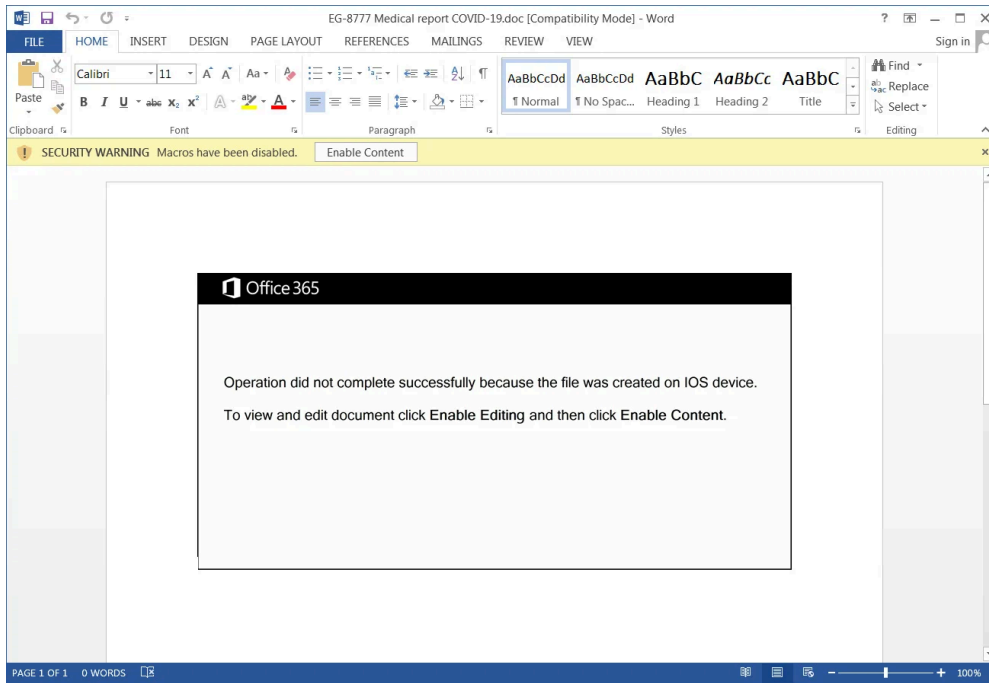 EG-8777 Medical report COVID-19.doc [Compatibility Mode] - Word
FILE HOME INSERT DESIGN PAGE LAYOUT REFERENCES MAILINGS REVIEW VIEW Sign in
Paste
Calibri 11 Aa
B I U abc X₂ X²
AaBbCcDd AaBbCcDd AaBbC AaBbCc AaBbC
¶ Normal ¶ No Spac... Heading 1 Heading 2 Title
Find
Replace
Select
Clipboard Font Paragraph Styles Editing
SECURITY WARNING Macros have been disabled. Enable Content
Office 365
Operation did not complete successfully because the file was created on IOS device.
To view and edit document click Enable Editing and then click Enable Content.
PAGE 1 OF 1 0 WORDS 100%